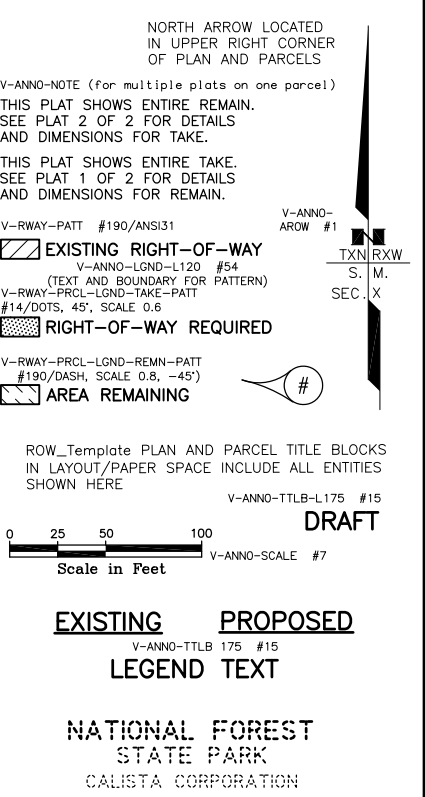 NORTH ARROW LOCATED
IN UPPER RIGHT CORNER
OF PLAN AND PARCELS
V-ANNO-NOTE (for multiple plats on one parcel)
THIS PLAT SHOWS ENTIRE REMAIN.
SEE PLAT 2 OF 2 FOR DETAILS
AND DIMENSIONS FOR TAKE.
THIS PLAT SHOWS ENTIRE TAKE.
SEE PLAT 1 OF 2 FOR DETAILS
AND DIMENSIONS FOR REMAIN.
V-ANNO-
AROW #1
N
TXN RXW
S. M.
SEC. X
V-RWAY-PATT #190/ANSI31
EXISTING RIGHT-OF-WAY
V-ANNO-LGND-L120 #54
(TEXT AND BOUNDARY FOR PATTERN)
V-RWAY-PRCL-LGND-TAKE-PATT
#14/DOTS, 45°, SCALE 0.6
RIGHT-OF-WAY REQUIRED
V-RWAY-PRCL-LGND-REMN-PATT
#190/DASH, SCALE 0.8, -45°)
AREA REMAINING
#
ROW_Template PLAN AND PARCEL TITLE BLOCKS
IN LAYOUT/PAPER SPACE INCLUDE ALL ENTITIES
SHOWN HERE
V-ANNO-TTLB-L175 #15
DRAFT
0 25 50 100
V-ANNO-SCALE #7
Scale in Feet
EXISTING PROPOSED
V-ANNO-TTLB 175 #15
LEGEND TEXT
NATIONAL FOREST
STATE PARK
CALISTA CORPORATION